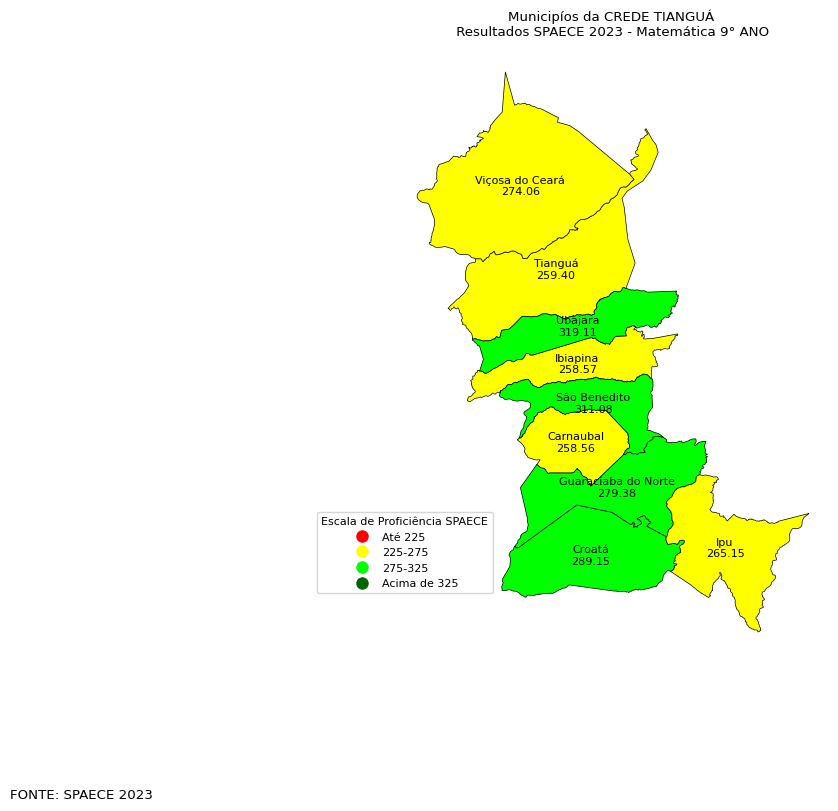 Municipíos da CREDE TIANGUÁ
Resultados SPAECE 2023 - Matemática 9° ANO
Viçosa do Ceará
274.06
Tianguá
259.40
Ubajara
319.11
Ibiapina
258.57
São Benedito
311.08
Carnaubal
258.56
Guaraciaba do Norte
279.38
Ipu
265.15
Croatá
289.15
Escala de Proficiência SPAECE
Até 225
225-275
275-325
Acima de 325
FONTE: SPAECE 2023